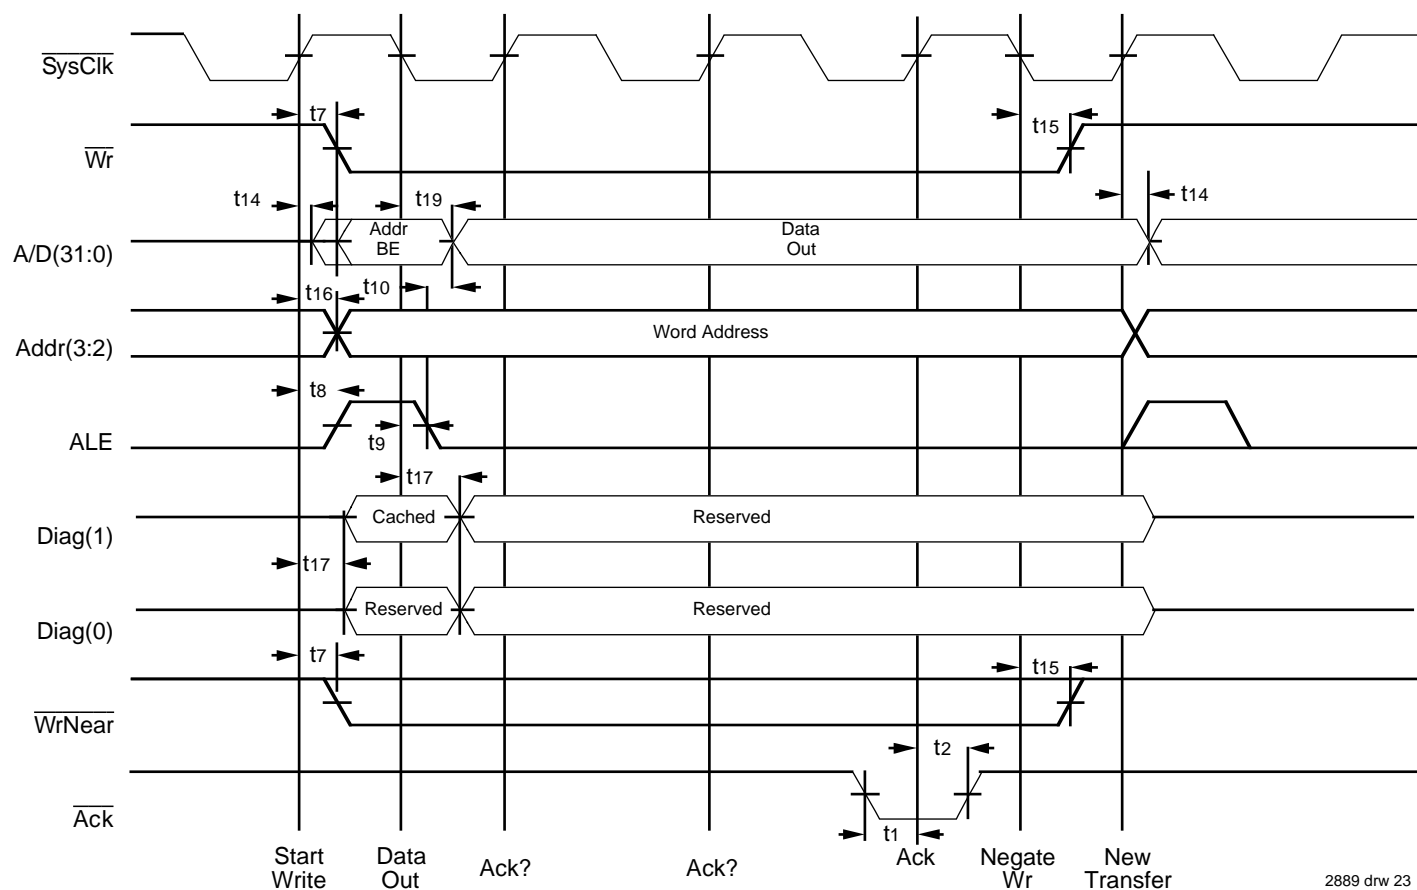 SysClk
t7
t15
Wr
t14
t19
t14
Addr
BE
Data
Out
A/D(31:0)
t16
t10
Word Address
Addr(3:2)
t8
t9
ALE
t17
Cached
Reserved
Diag(1)
t17
Reserved
Reserved
Diag(0)
t7
t15
WrNear
t2
Ack
t1
Start
Write
Data
Out
Ack?
Ack?
Ack
Negate
Wr
New
Transfer
2889 drw 23